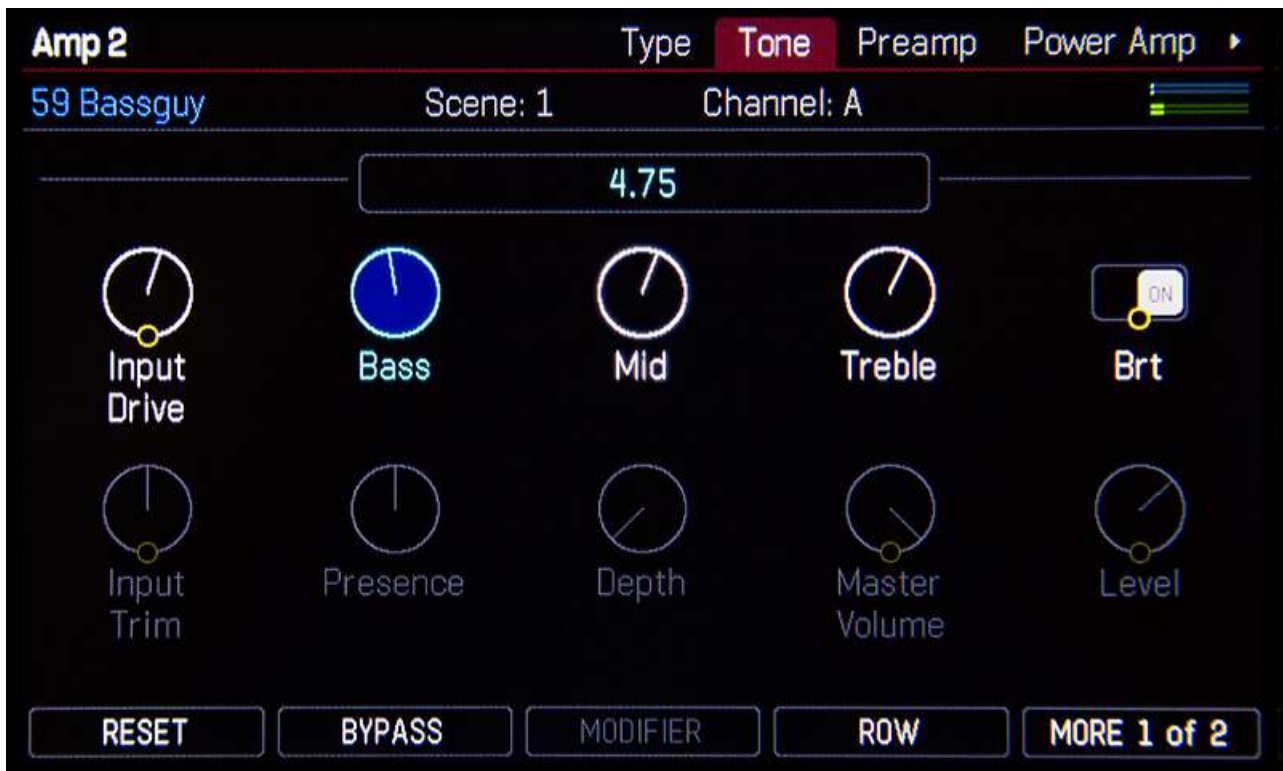 Amp 2 Type Tone Preamp Power Amp
59 Bassguy Scene: 1 Channel: A
4.75
ON
Input Drive Bass Mid Treble Brt
Input Trim Presence Depth Master Volume Level
RESET BYPASS MODIFIER ROW MORE 1 of 2